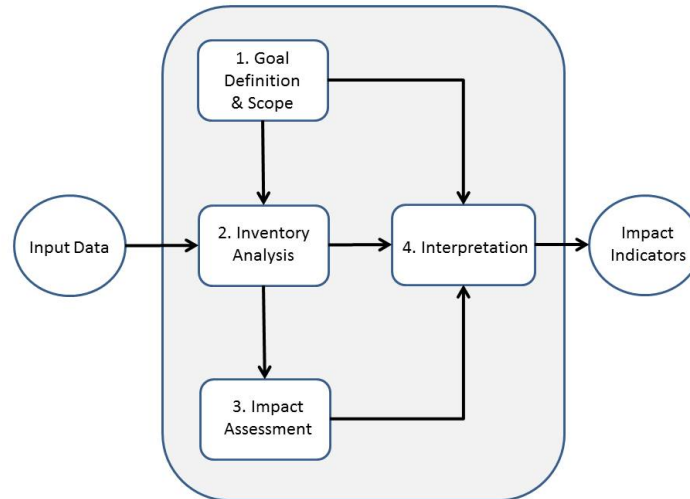 1. Goal
Definition
& Scope
Input Data
2. Inventory
Analysis
4. Interpretation
Impact
Indicators
3. Impact
Assessment